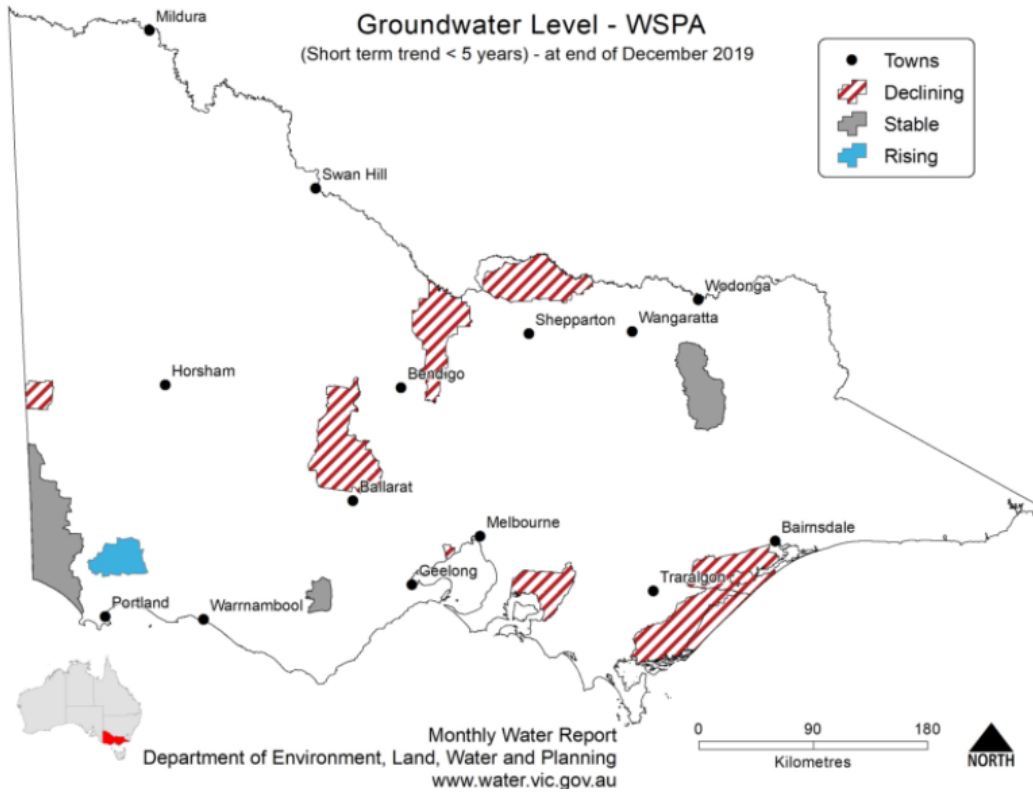 Groundwater Level - WSPA
(Short term trend < 5 years) - at end of December 2019
Towns
Declining
Stable
Rising
Mildura
Swan Hill
Wodonga
Shepparton
Wangaratta
Horsham
Bendigo
Ballarat
Melbourne
Bairnsdale
Geelong
Traralgon
Portland
Warrnambool
Monthly Water Report
Department of Environment, Land, Water and Planning
www.water.vic.gov.au
0 90 180
Kilometres
NORTH